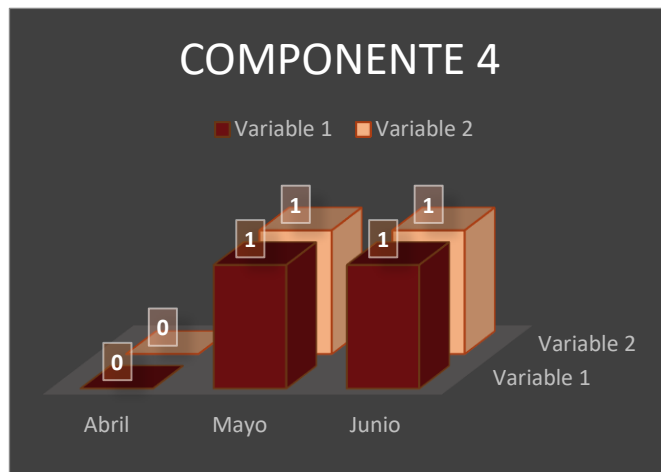 COMPONENTE 4
Variable 1 Variable 2
1 1
1 1
0
0
Variable 2
Variable 1
Abril Mayo Junio